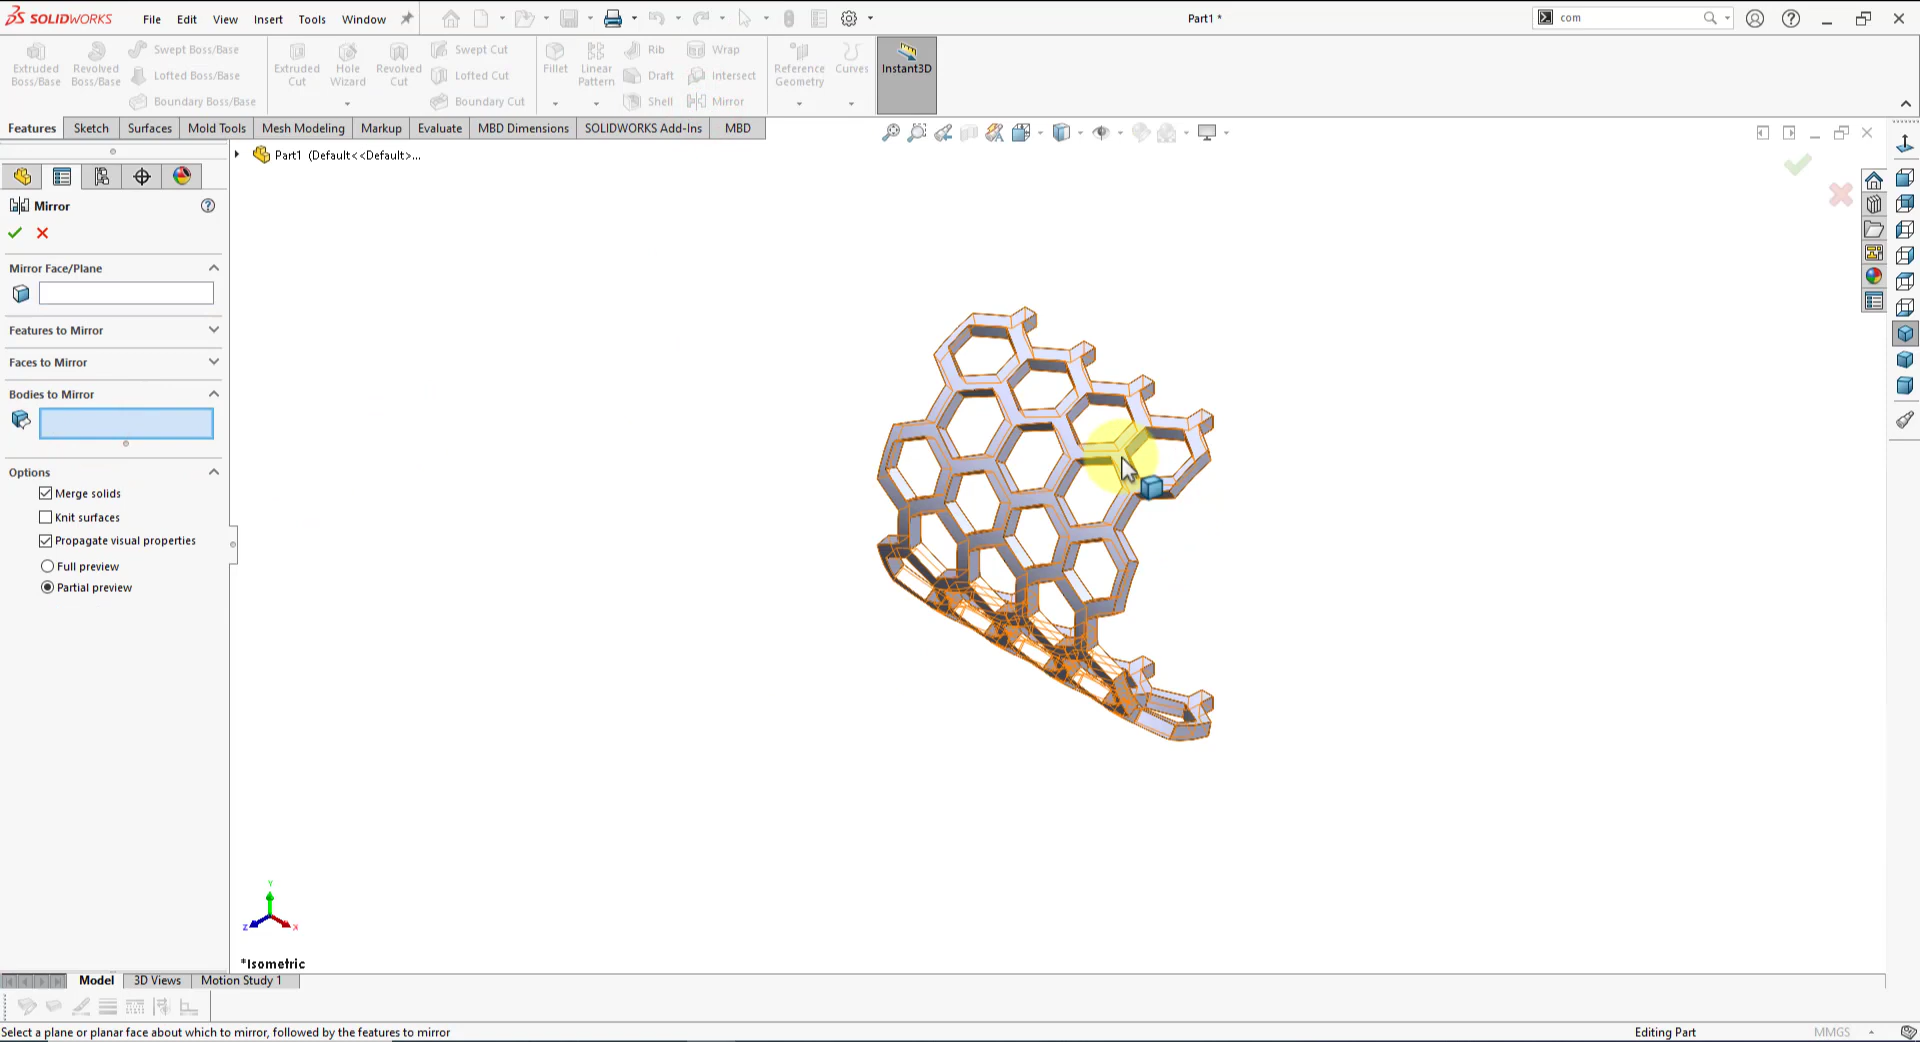 SOLIDWORKS File Edit View Insert Tools Window Part1 * com
Extruded Boss/Base
Revolved Boss/Base
Swept Boss/Base
Lofted Boss/Base
Boundary Boss/Base
Extruded Cut
Hole Wizard
Revolved Cut
Swept Cut
Lofted Cut
Boundary Cut
Fillet
Linear Pattern
Rib
Draft
Shell
Wrap
Intersect
Mirror
Reference Geometry
Curves
Instant3D
Features Sketch Surfaces Mold Tools Mesh Modeling Markup Evaluate MBD Dimensions SOLIDWORKS Add-Ins MBD
Part1 (Default<<Default>...
Mirror
Mirror Face/Plane
Features to Mirror
Faces to Mirror
Bodies to Mirror
Options
Merge solids
Knit surfaces
Propagate visual properties
Full preview
Partial preview
Y
Z
X
*Isometric
Model 3D Views Motion Study 1
Select a plane or planar face about which to mirror, followed by the features to mirror
Editing Part
MMGS